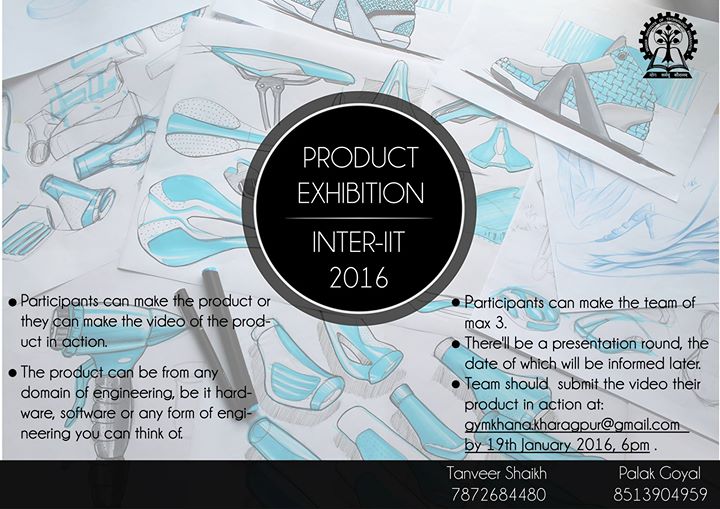 PRODUCT
EXHIBITION
INTER-IIT
2016
● Participants can make the product or
they can make the video of the prod-
uct in action.
● The product can be from any
domain of engineering, be it hard-
ware, software or any form of engi-
neering you can think of.
● Participants can make the team of
max 3.
● There'll be a presentation round, the
date of which will be informed later.
● Team should submit the video their
product in action at:
gymkhana.kharagpur@gmail.com
by 19th January 2016, 6pm .
Tanveer Shaikh
7872684480
Palak Goyal
8513904959